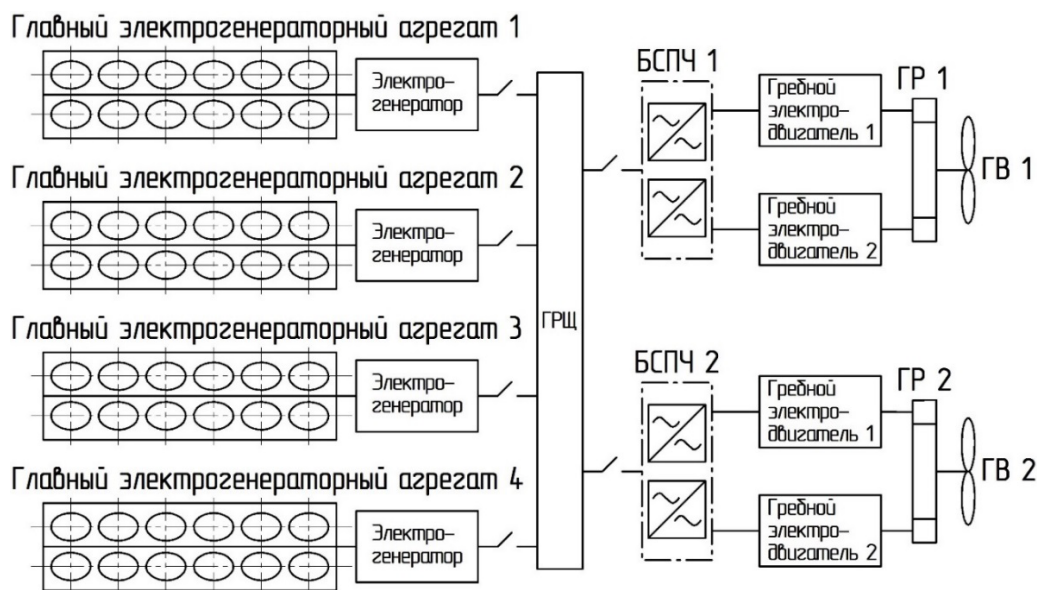 Главный электрогенераторный агрегат 1
Электро-
генератор
Главный электрогенераторный агрегат 2
Электро-
генератор
Главный электрогенераторный агрегат 3
Электро-
генератор
Главный электрогенераторный агрегат 4
Электро-
генератор
ГРЩ
БСПЧ 1
Гребной
электро-
двигатель 1
Гребной
электро-
двигатель 2
ГР 1
ГВ 1
БСПЧ 2
Гребной
электро-
двигатель 1
Гребной
электро-
двигатель 2
ГР 2
ГВ 2